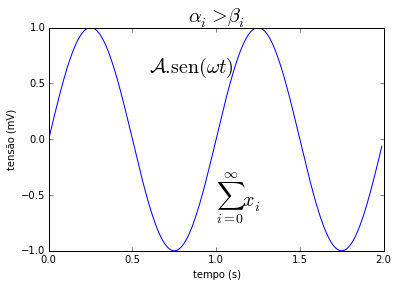 αᵢ > βᵢ
1.0
𝒜.sen(ωt)
0.5
tensão (mV)
0.0
∑_{i=0}^{∞} xᵢ
−0.5
−1.0
0.0 0.5 1.0 1.5 2.0
tempo (s)